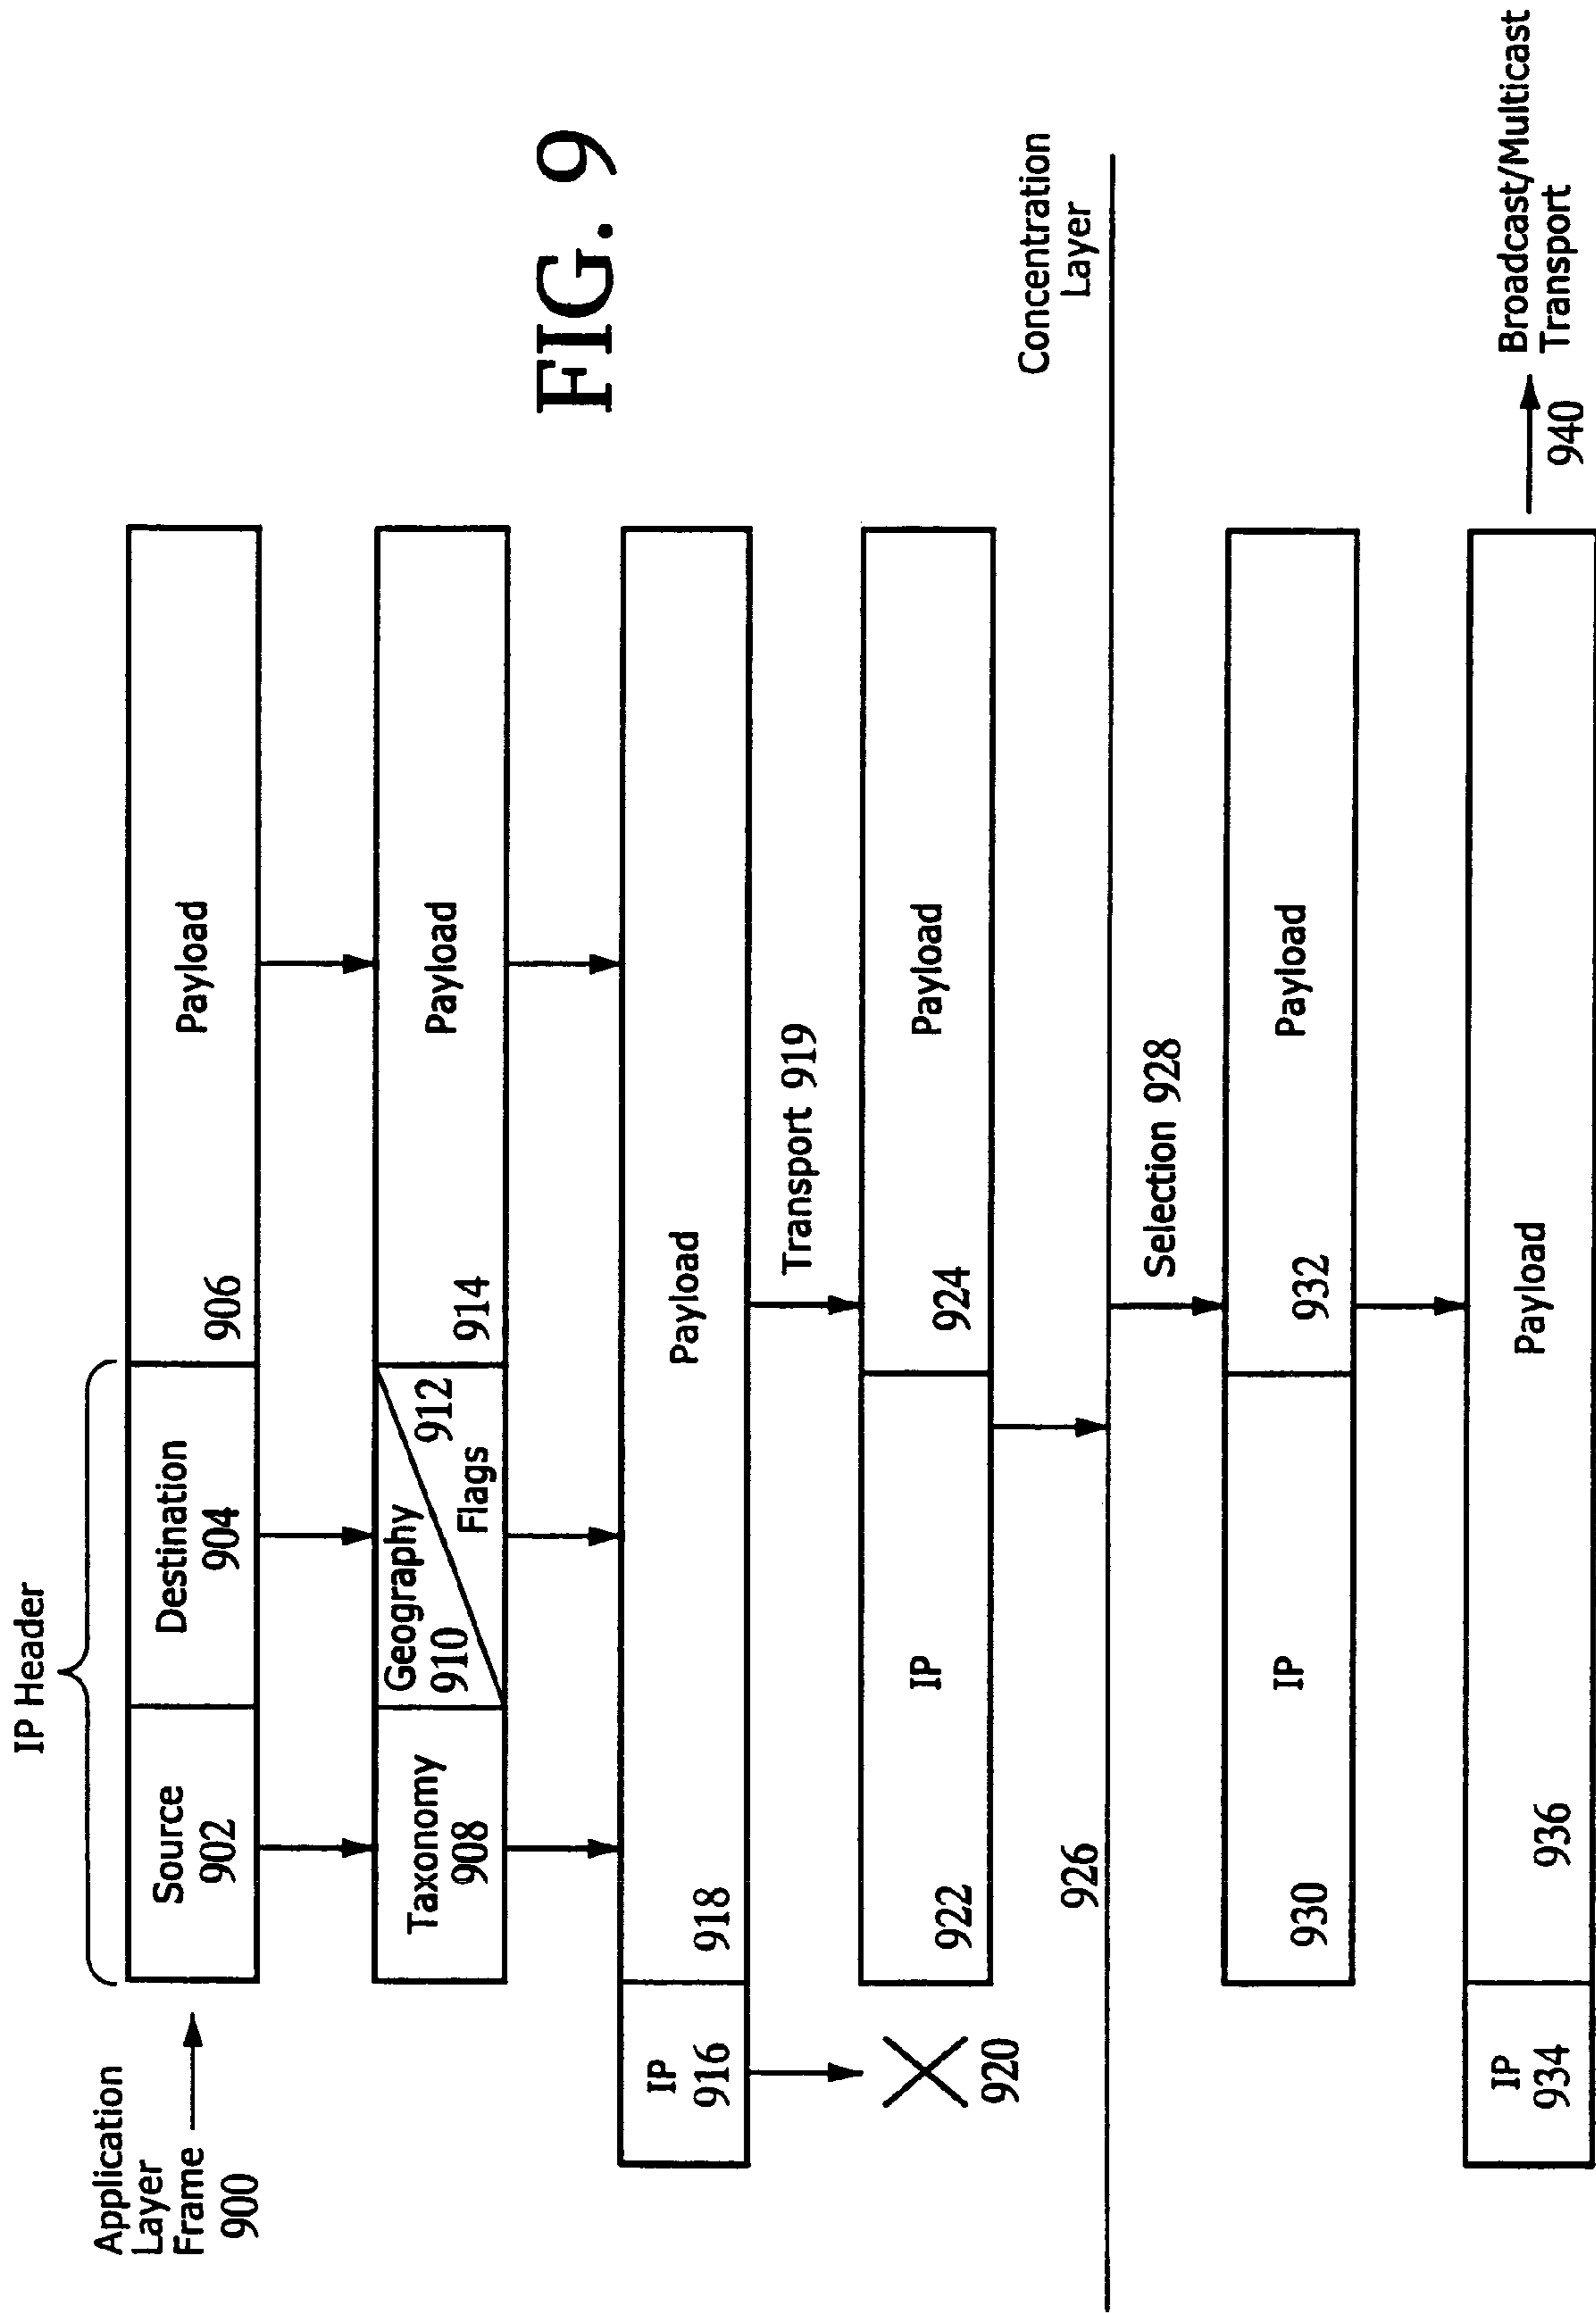 IP Header
Application
Layer
Frame
900
Source
902
Destination
904
906
Payload
Taxonomy
908
Geography
910
912
Flags
914
Payload
FIG. 9
IP
916
918
Payload
Transport 919
920
922
IP
924
Payload
926
Concentration
Layer
Selection 928
930
IP
932
Payload
IP
934
936
Payload
940
Broadcast/Multicast
Transport